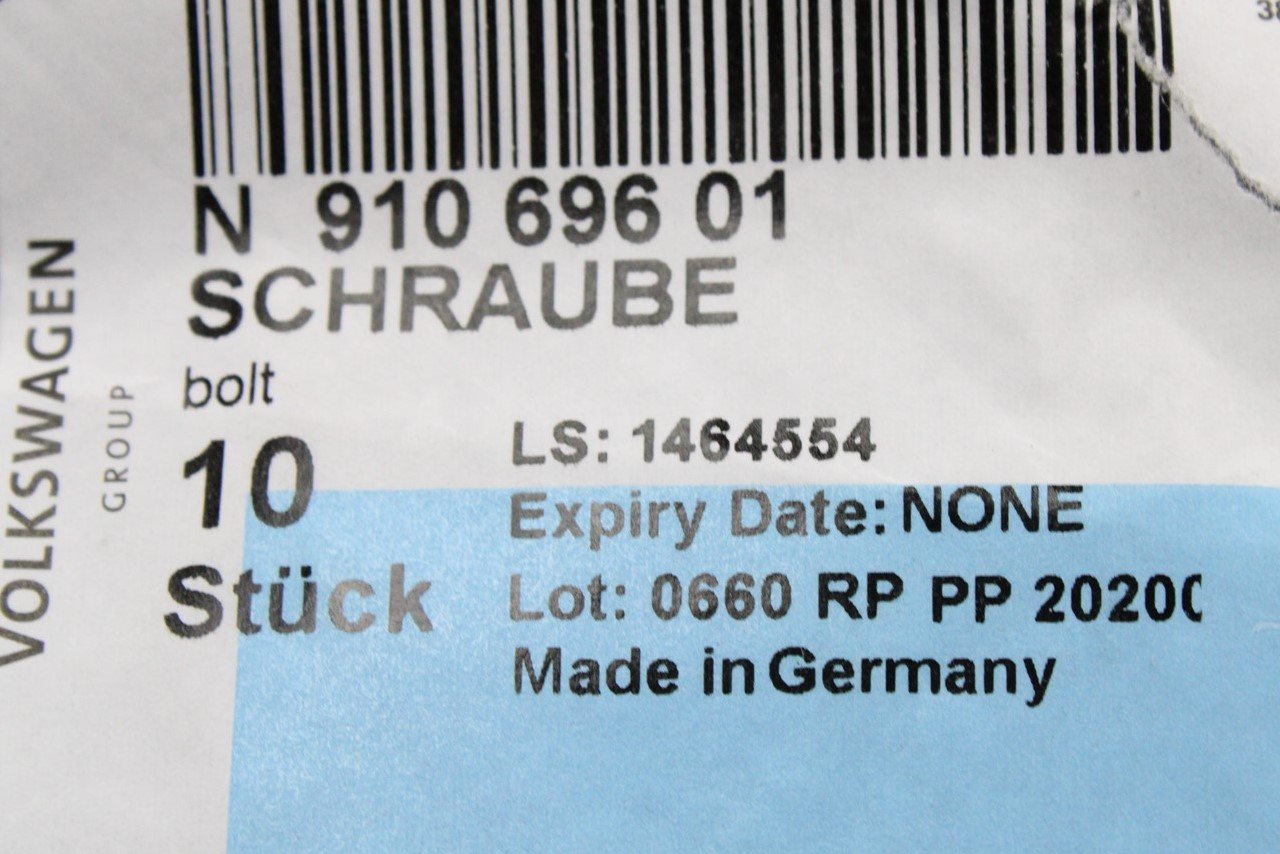 N 910 696 01
SCHRAUBE
bolt
10
Stück
LS: 1464554
Expiry Date: NONE
Lot: 0660 RP PP 2020
Made in Germany
VOLKSWAGEN
GROUP